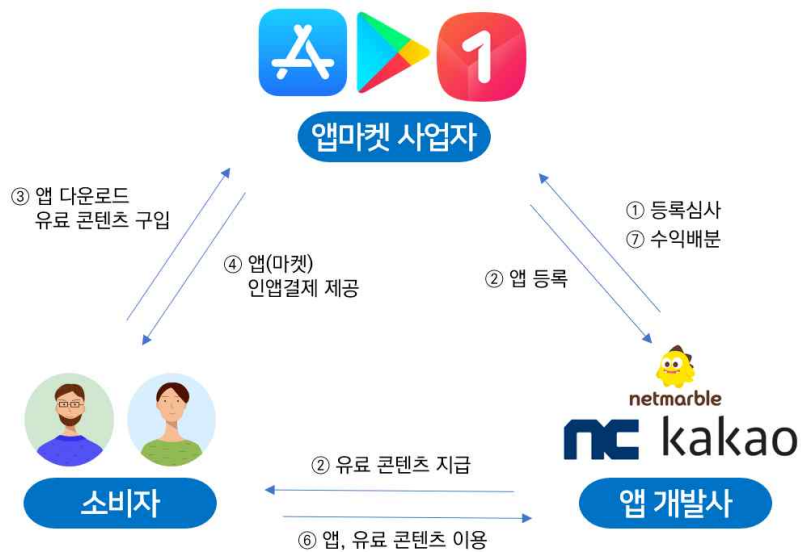 1
앱마켓 사업자
③ 앱 다운로드
유료 콘텐츠 구입
④ 앱(마켓)
인앱결제 제공
① 등록심사
⑦ 수익배분
② 앱 등록
netmarble
nc kakao
② 유료 콘텐츠 지급
소비자
앱 개발사
⑥ 앱, 유료 콘텐츠 이용